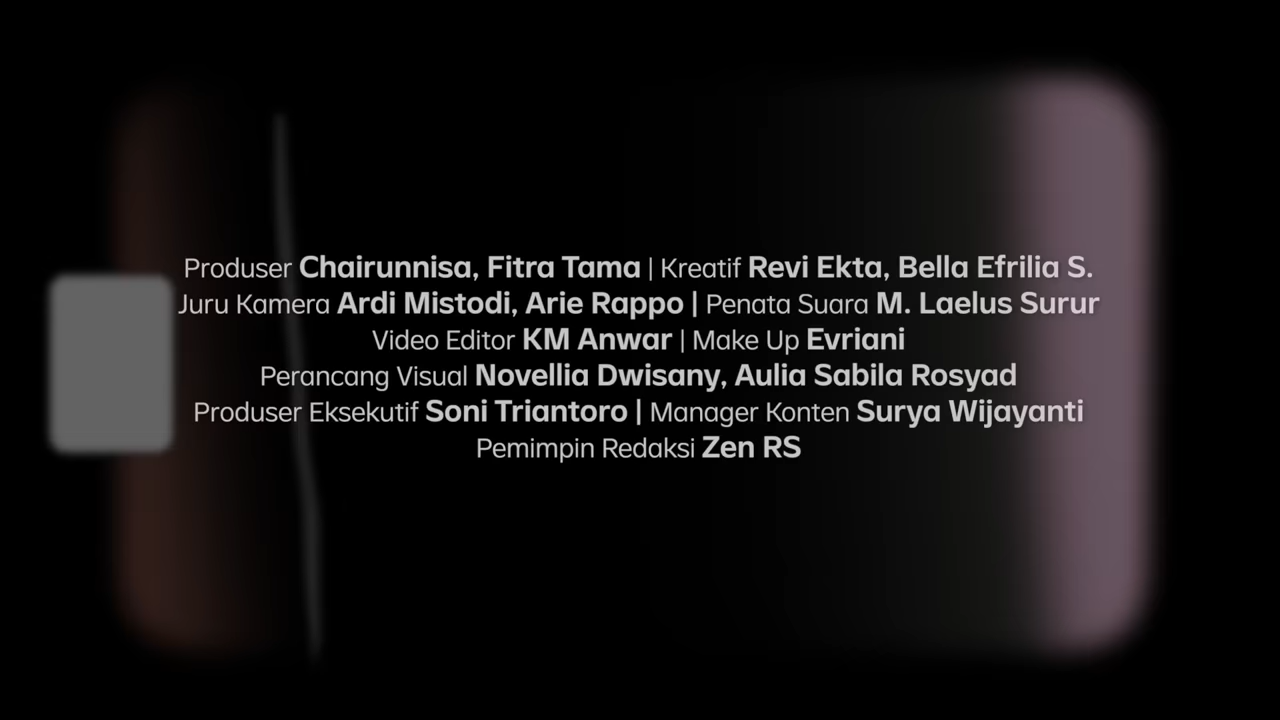 Produser Chairunnisa, Fitra Tama | Kreatif Revi Ekta, Bella Efrilia S.
Juru Kamera Ardi Mistodi, Arie Rappo | Penata Suara M. Laelus Surur
Video Editor KM Anwar | Make Up Evriani
Perancang Visual Novellia Dwisany, Aulia Sabila Rosyad
Produser Eksekutif Soni Triantoro | Manager Konten Surya Wijayanti
Pemimpin Redaksi Zen RS